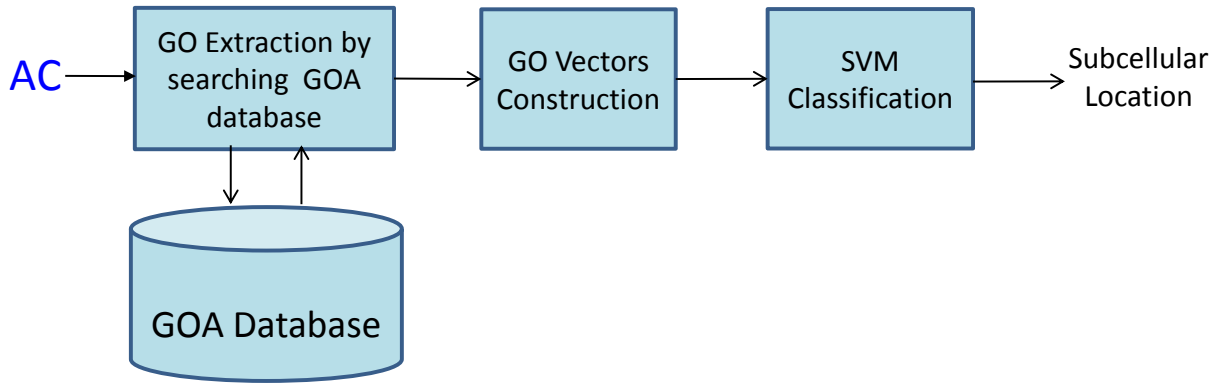 AC
GO Extraction by
searching GOA
database
GO Vectors
Construction
SVM
Classification
Subcellular
Location
GOA Database